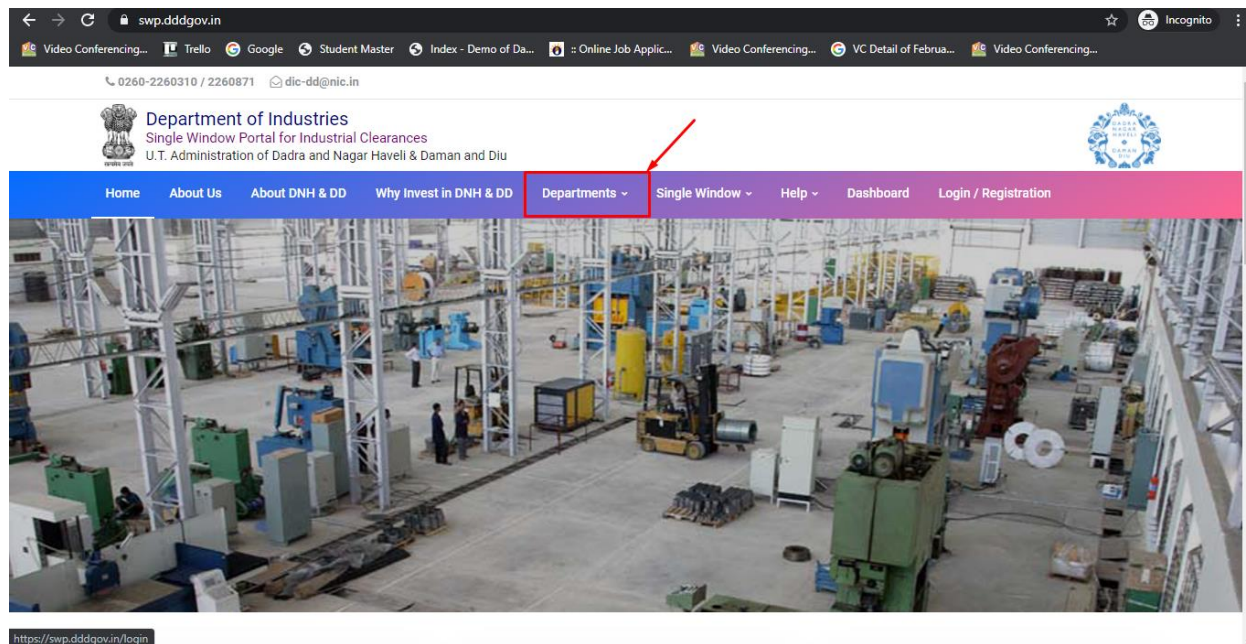 swp.dddgov.in
Incognito
Video Conferencing... Trello Google Student Master Index - Demo of Da... :: Online Job Applic... Video Conferencing... VC Detail of Februa... Video Conferencing...
0260-2260310 / 2260871 dic-dd@nic.in
Department of Industries
Single Window Portal for Industrial Clearances
U.T. Administration of Dadra and Nagar Haveli & Daman and Diu
Home About Us About DNH & DD Why Invest in DNH & DD Departments Single Window Help Dashboard Login / Registration
https://swp.dddgov.in/login